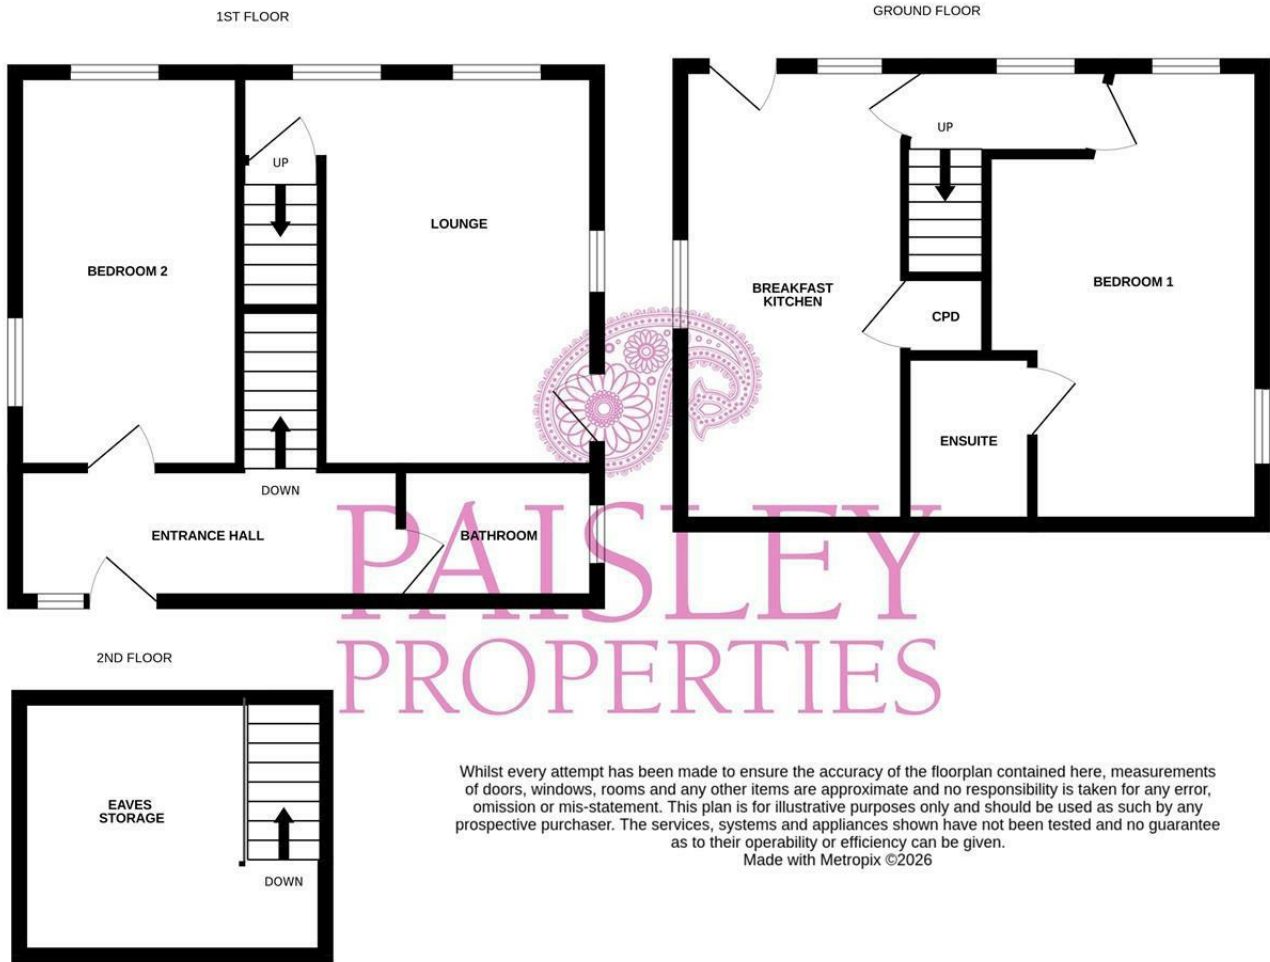 1ST FLOOR
GROUND FLOOR
UP
LOUNGE
BEDROOM 2
DOWN
ENTRANCE HALL
BATHROOM
UP
BREAKFAST
KITCHEN
CPD
BEDROOM 1
ENSUITE
PAISLEY
PROPERTIES
2ND FLOOR
EAVES
STORAGE
DOWN
Whilst every attempt has been made to ensure the accuracy of the floorplan contained here, measurements
of doors, windows, rooms and any other items are approximate and no responsibility is taken for any error,
omission or mis-statement. This plan is for illustrative purposes only and should be used as such by any
prospective purchaser. The services, systems and appliances shown have not been tested and no guarantee
as to their operability or efficiency can be given.
Made with Metropix ©2026